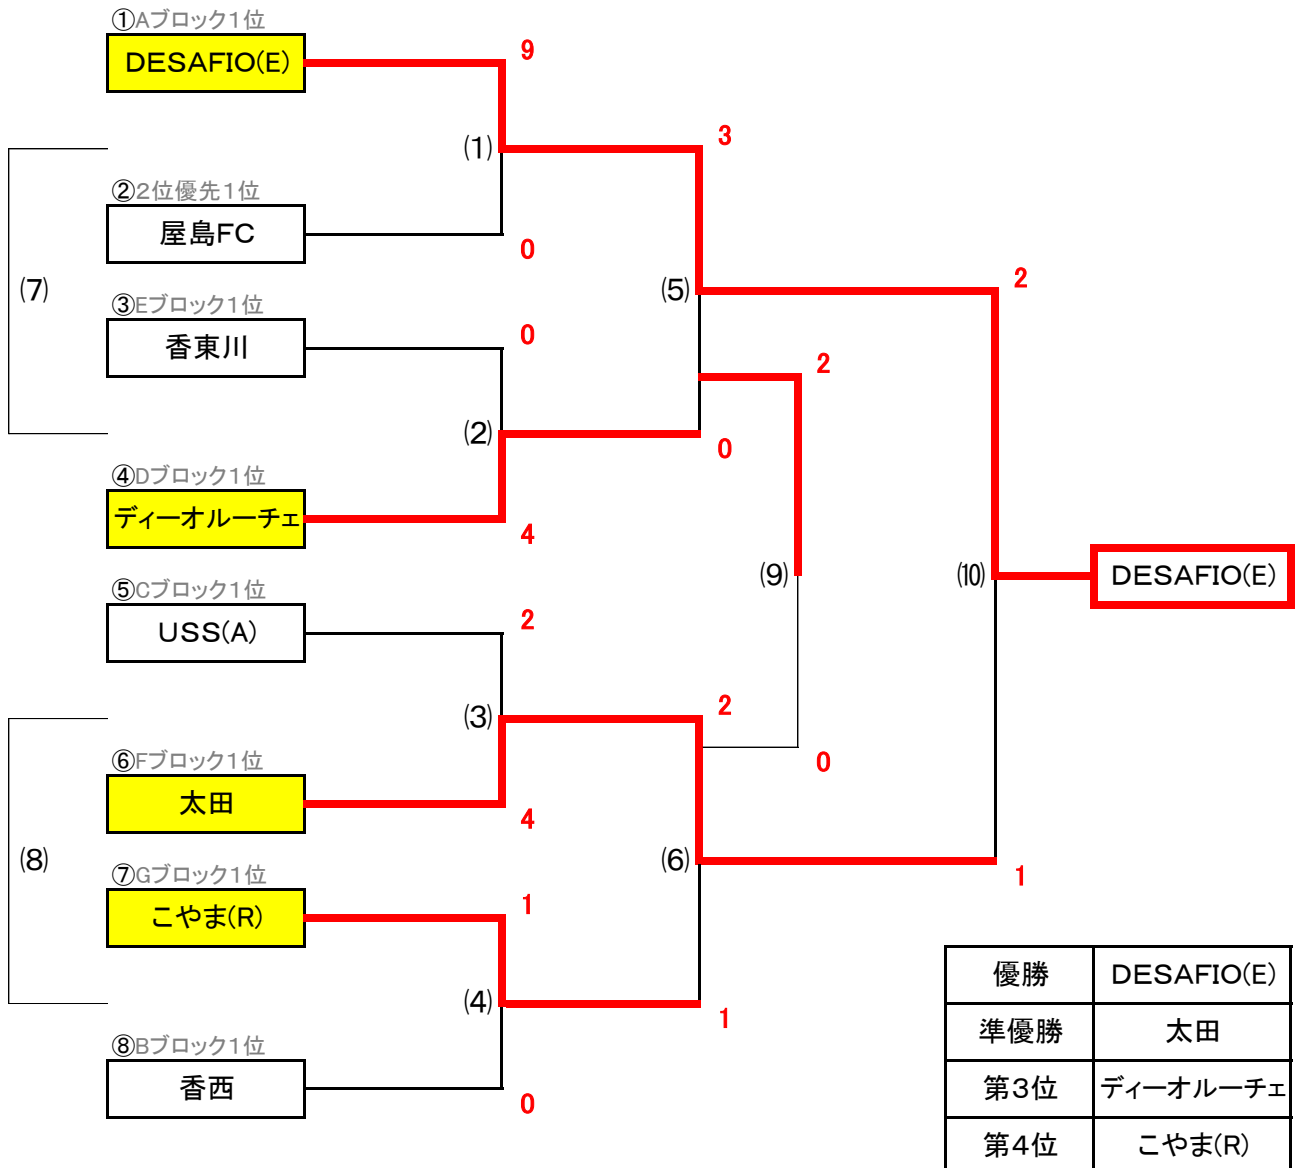 ①Aブロック1位
DESAFIO(E)
9
(1)
3
②2位優先1位
屋島FC
0
(7)
(5)
2
③Eブロック1位
香東川
0
2
(2)
0
④Dブロック1位
ディーオルーチェ
4
(9)
(10)
DESAFIO(E)
⑤Cブロック1位
USS(A)
2
(3)
2
⑥Fブロック1位
太田
4
0
(8)
(6)
1
⑦Gブロック1位
こやま(R)
1
(4)
1
⑧Bブロック1位
香西
0
優勝 DESAFIO(E)
準優勝 太田
第3位 ディーオルーチェ
第4位 こやま(R)